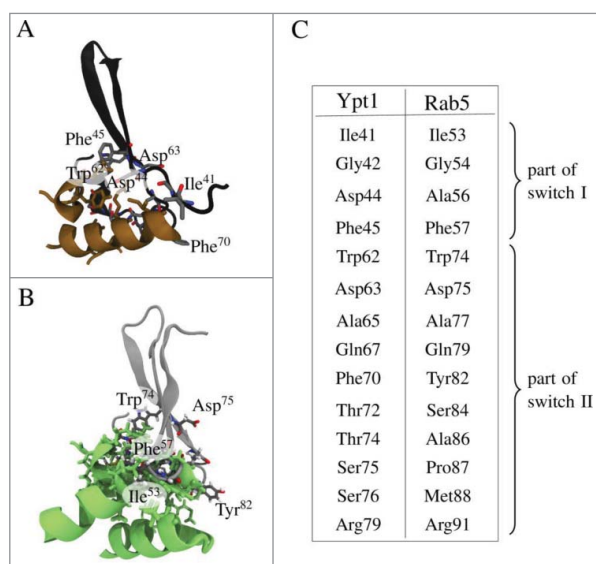 A
Phe45
Asp63
Trp62
Asp44
Ile41
Phe70
B
Trp74
Asp75
Phe57
Ile53
Tyr82
C
Ypt1 Rab5
Ile41 Ile53
Gly42 Gly54
Asp44 Ala56
Phe45 Phe57
part of
switch I
Trp62 Trp74
Asp63 Asp75
Ala65 Ala77
Gln67 Gln79
Phe70 Tyr82
Thr72 Ser84
Thr74 Ala86
Ser75 Pro87
Ser76 Met88
Arg79 Arg91
part of
switch II